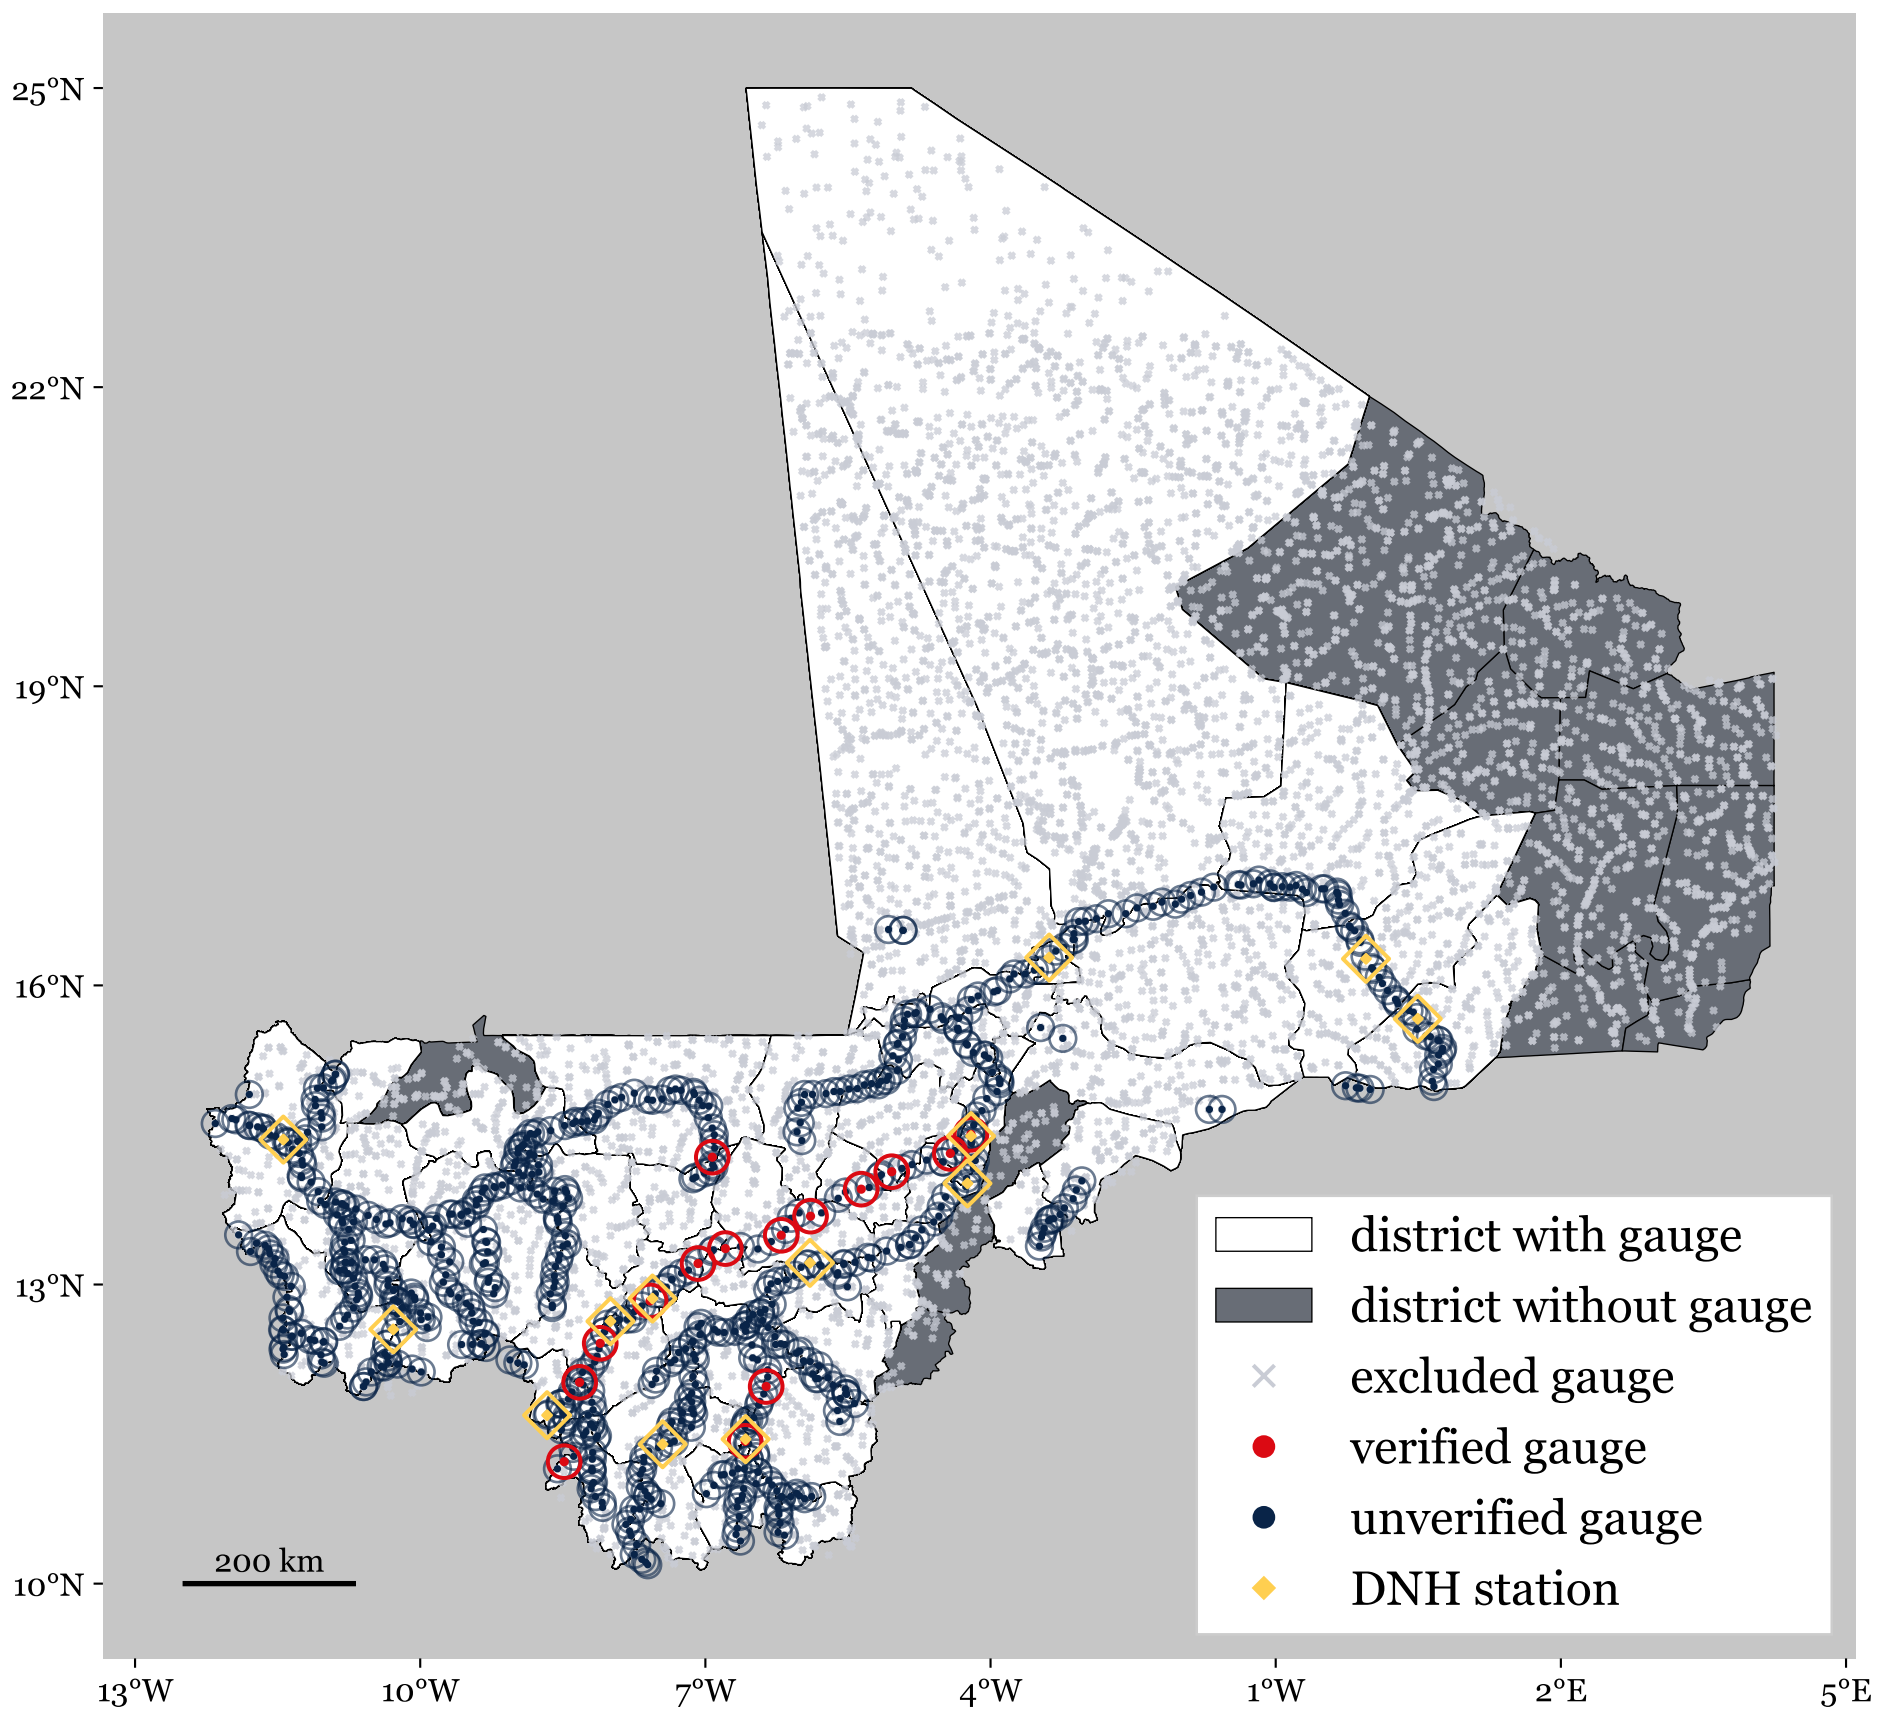 25°N
22°N
19°N
16°N
13°N
10°N
200 km
district with gauge
district without gauge
excluded gauge
verified gauge
unverified gauge
DNH station
13°W
10°W
7°W
4°W
1°W
2°E
5°E